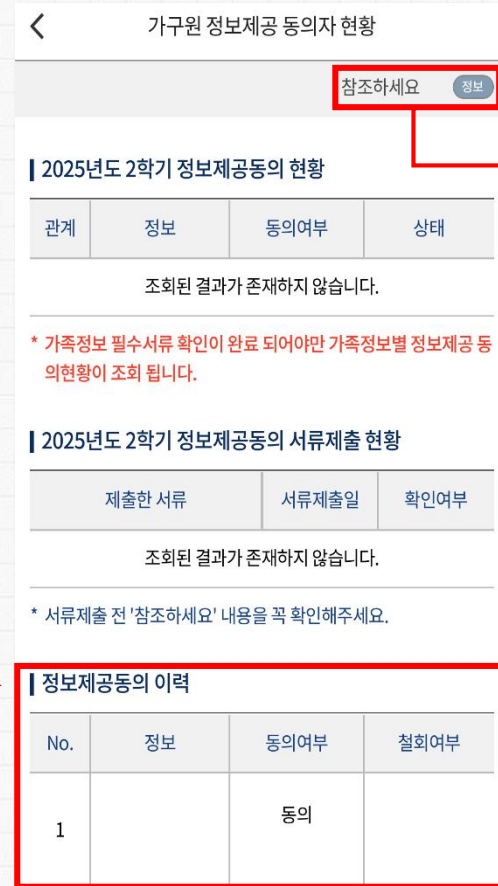 가구원 정보제공 동의자 현황
참조하세요 정보
2025년도 2학기 정보제공동의 현황
관계 정보 동의여부 상태
조회된 결과가 존재하지 않습니다.
* 가족정보 필수서류 확인이 완료 되어야만 가족정보별 정보제공 동
의현황이 조회 됩니다.
2025년도 2학기 정보제공동의 서류제출 현황
제출한 서류 서류제출일 확인여부
조회된 결과가 존재하지 않습니다.
* 서류제출 전 '참조하세요' 내용을 꼭 확인해주세요.
정보제공동의 이력
No. 정보 동의여부 철회여부
1 동의